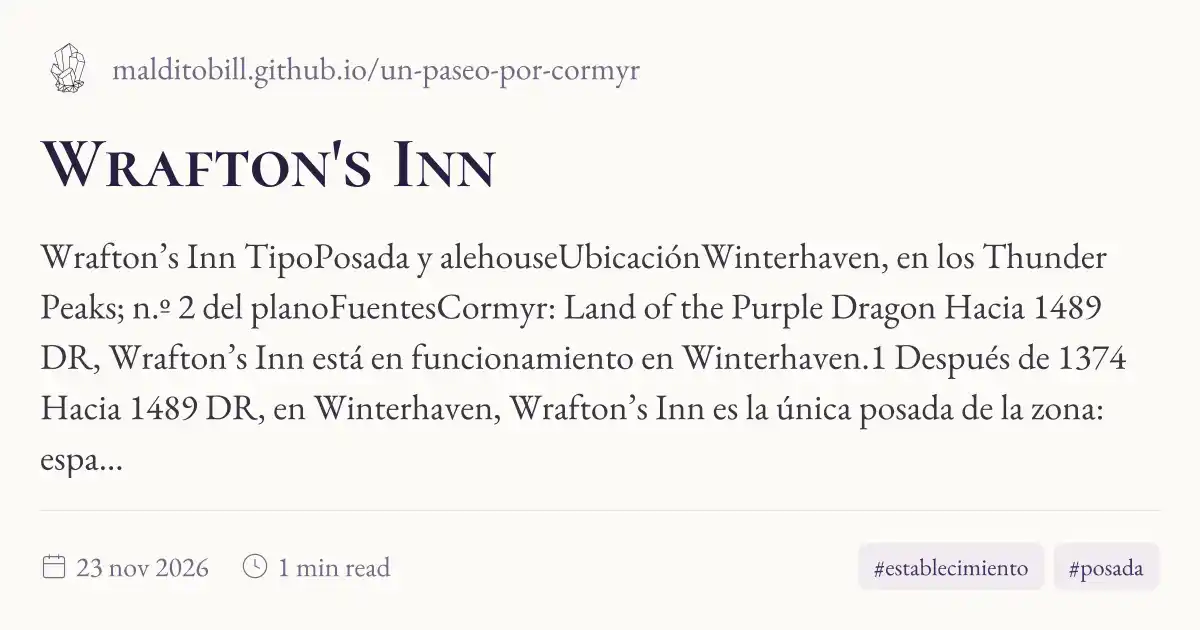 malditobill.github.io/un-paseo-por-cormyr
Wrafton's Inn
Wrafton’s Inn TipoPosada y alehouseUbicaciónWinterhaven, en los Thunder
Peaks; n.º 2 del planoFuentesCormyr: Land of the Purple Dragon Hacia 1489
DR, Wrafton’s Inn está en funcionamiento en Winterhaven.1 Después de 1374
Hacia 1489 DR, en Winterhaven, Wrafton’s Inn es la única posada de la zona:
espa...
23 nov 2026
1 min read
#establecimiento
#posada